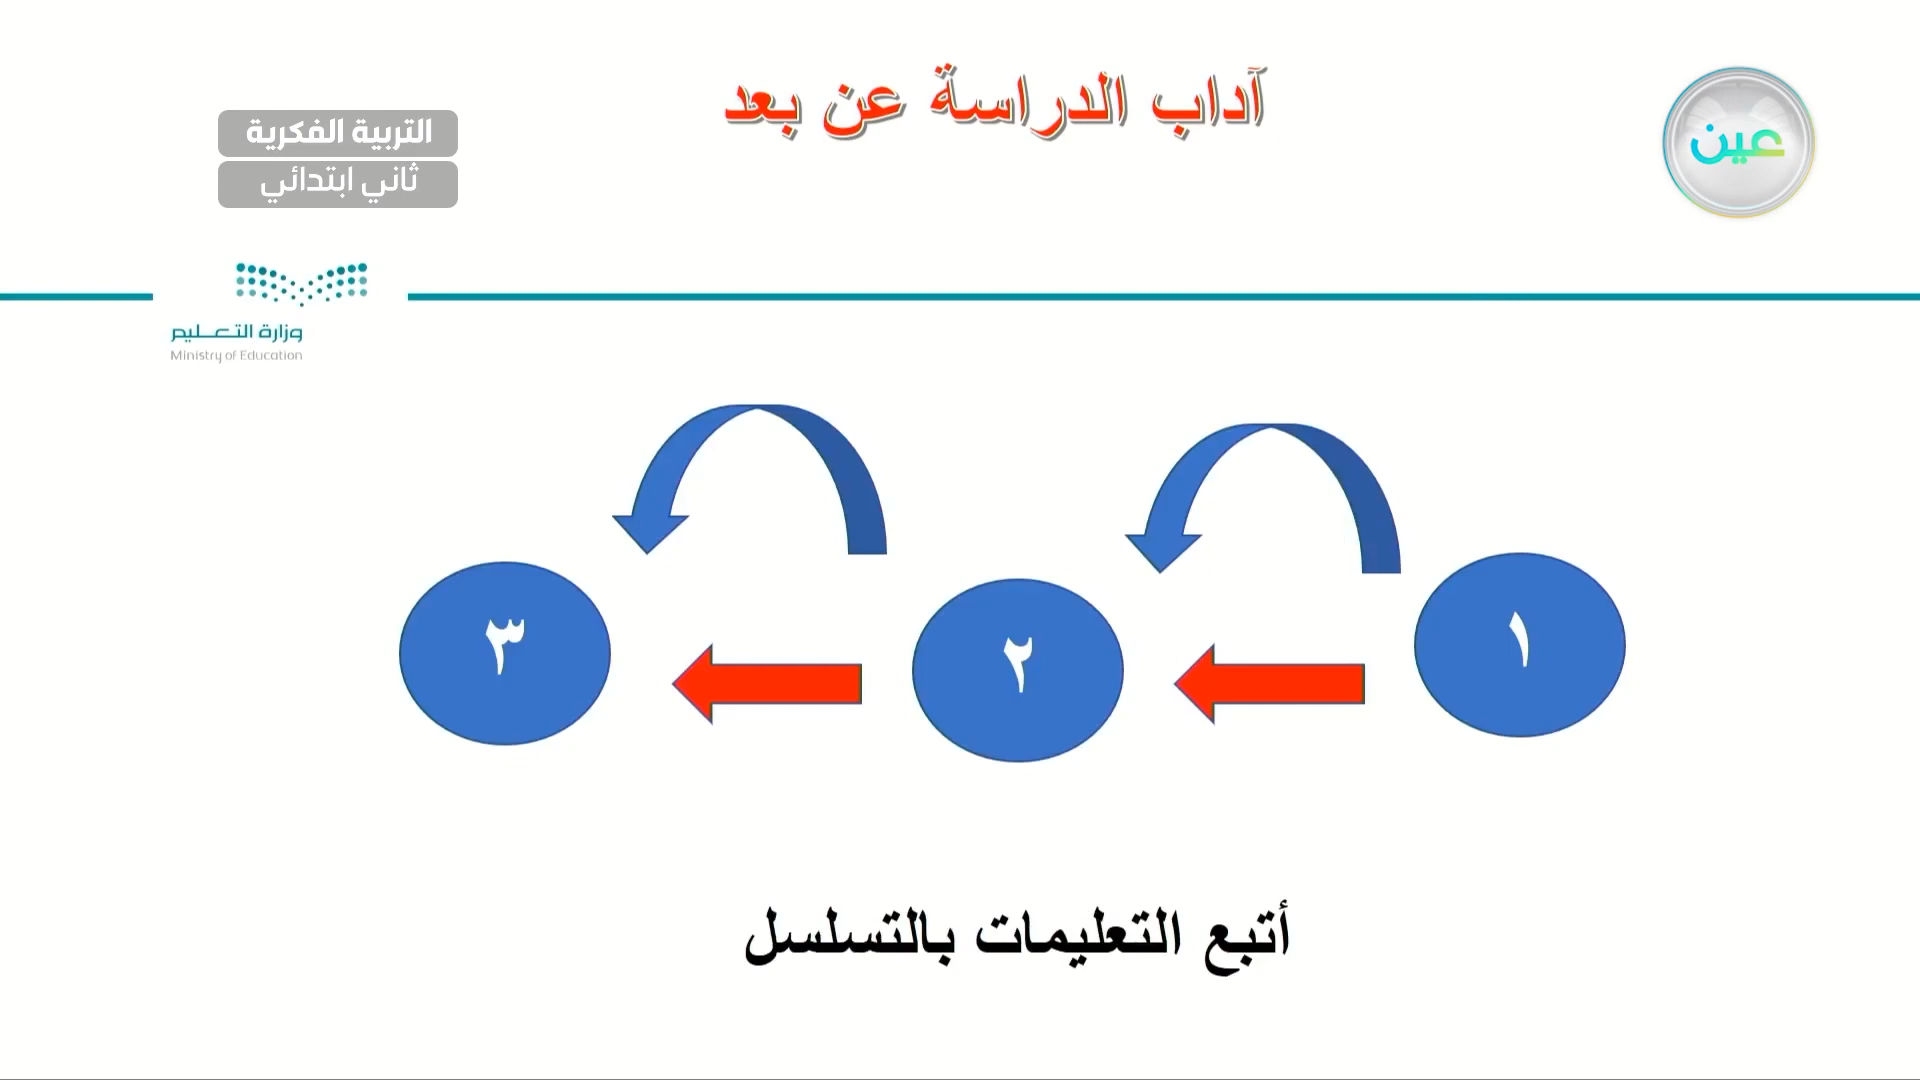 آداب الدراسة عن بعد
عين
التربية الفكرية
ثاني ابتدائي
وزارة التعليم
Ministry of Education
١
٢
٣
أتبع التعليمات بالتسلسل